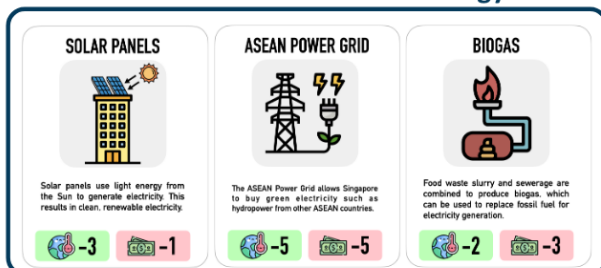 SOLAR PANELS
Solar panels use light energy from
the Sun to generate electricity. This
results in clean, renewable electricity.
-3
-1
ASEAN POWER GRID
The ASEAN Power Grid allows Singapore
to buy green electricity such as
hydropower from other ASEAN countries.
-5
-5
BIOGAS
Food waste slurry and sewerage are
combined to produce biogas, which
can be used to replace fossil fuel for
electricity generation.
-2
-3